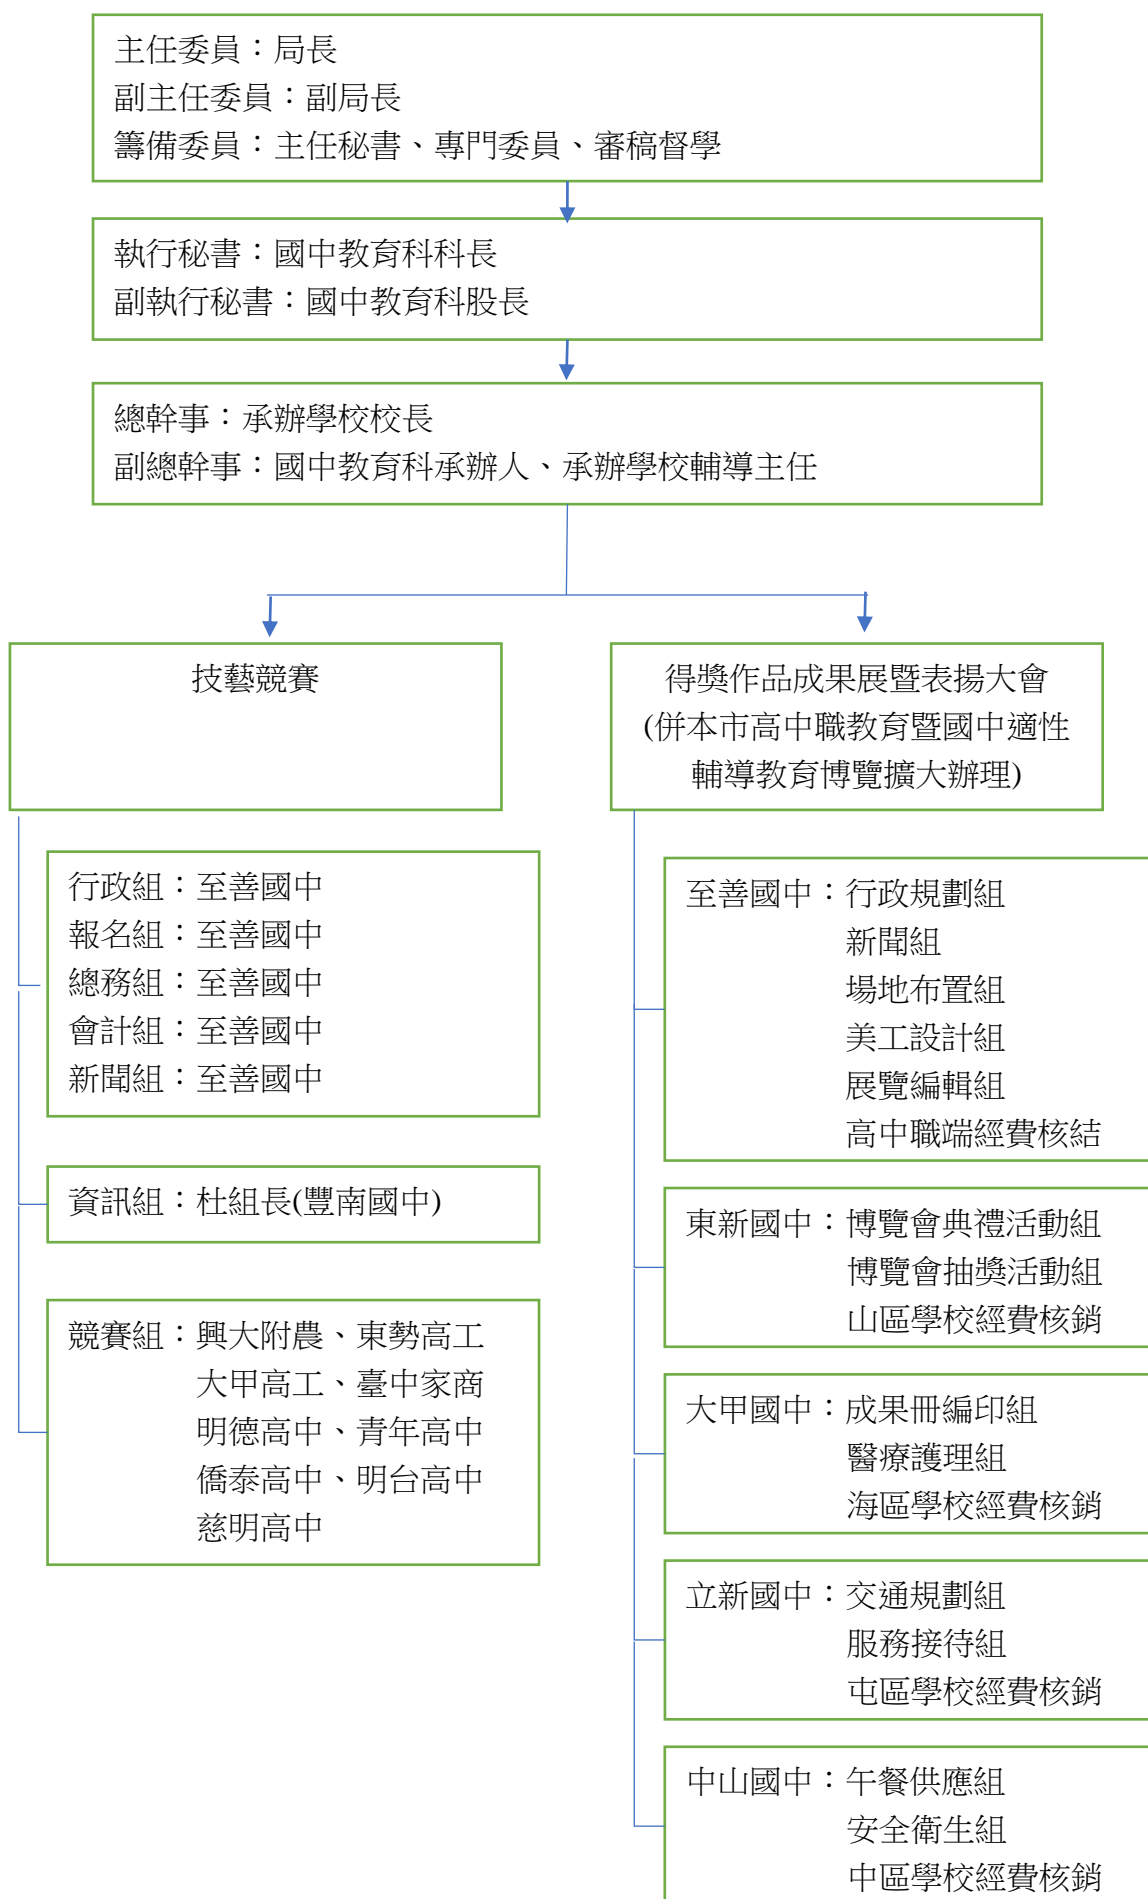 主任委員：局長
副主任委員：副局長
籌備委員：主任秘書、專門委員、審稿督學
執行秘書：國中教育科科長
副執行秘書：國中教育科股長
總幹事：承辦學校校長
副總幹事：國中教育科承辦人、承辦學校輔導主任
技藝競賽
行政組：至善國中
報名組：至善國中
總務組：至善國中
會計組：至善國中
新聞組：至善國中
資訊組：杜組長(豐南國中)
競賽組：興大附農、東勢高工
大甲高工、臺中家商
明德高中、青年高中
僑泰高中、明台高中
慈明高中
得獎作品成果展暨表揚大會
(併本市高中職教育暨國中適性
輔導教育博覽擴大辦理)
至善國中：行政規劃組
新聞組
場地布置組
美工設計組
展覽編輯組
高中職端經費核結
東新國中：博覽會典禮活動組
博覽會抽獎活動組
山區學校經費核銷
大甲國中：成果冊編印組
醫療護理組
海區學校經費核銷
立新國中：交通規劃組
服務接待組
屯區學校經費核銷
中山國中：午餐供應組
安全衛生組
中區學校經費核銷